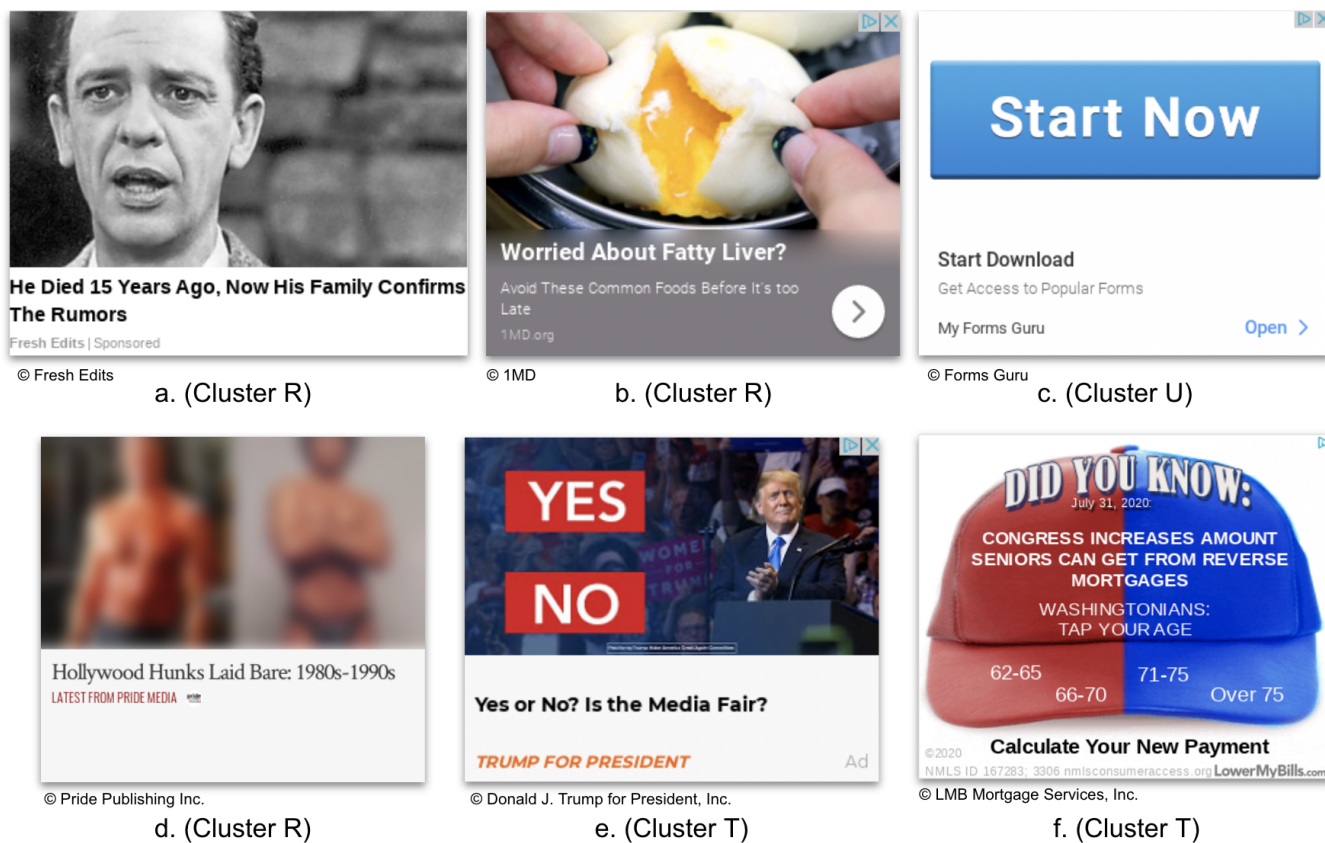 He Died 15 Years Ago, Now His Family Confirms
The Rumors
Fresh Edits | Sponsored
© Fresh Edits
a. (Cluster R)
Worried About Fatty Liver?
Avoid These Common Foods Before It's too
Late
1MD.org
© 1MD
b. (Cluster R)
Start Now
Start Download
Get Access to Popular Forms
My Forms Guru
Open
© Forms Guru
c. (Cluster U)
Hollywood Hunks Laid Bare: 1980s-1990s
LATEST FROM PRIDE MEDIA
pride
© Pride Publishing Inc.
d. (Cluster R)
YES
NO
WOMEN
FOR
TRUMP
Yes or No? Is the Media Fair?
TRUMP FOR PRESIDENT
Ad
© Donald J. Trump for President, Inc.
e. (Cluster T)
DID YOU KNOW:
July 31, 2020:
CONGRESS INCREASES AMOUNT
SENIORS CAN GET FROM REVERSE
MORTGAGES
WASHINGTONIANS:
TAP YOUR AGE
62-65
66-70
71-75
Over 75
©2020
Calculate Your New Payment
NMLS ID 167283; 3306 nmlsconsumeraccess.org LowerMyBills.com
© LMB Mortgage Services, Inc.
f. (Cluster T)